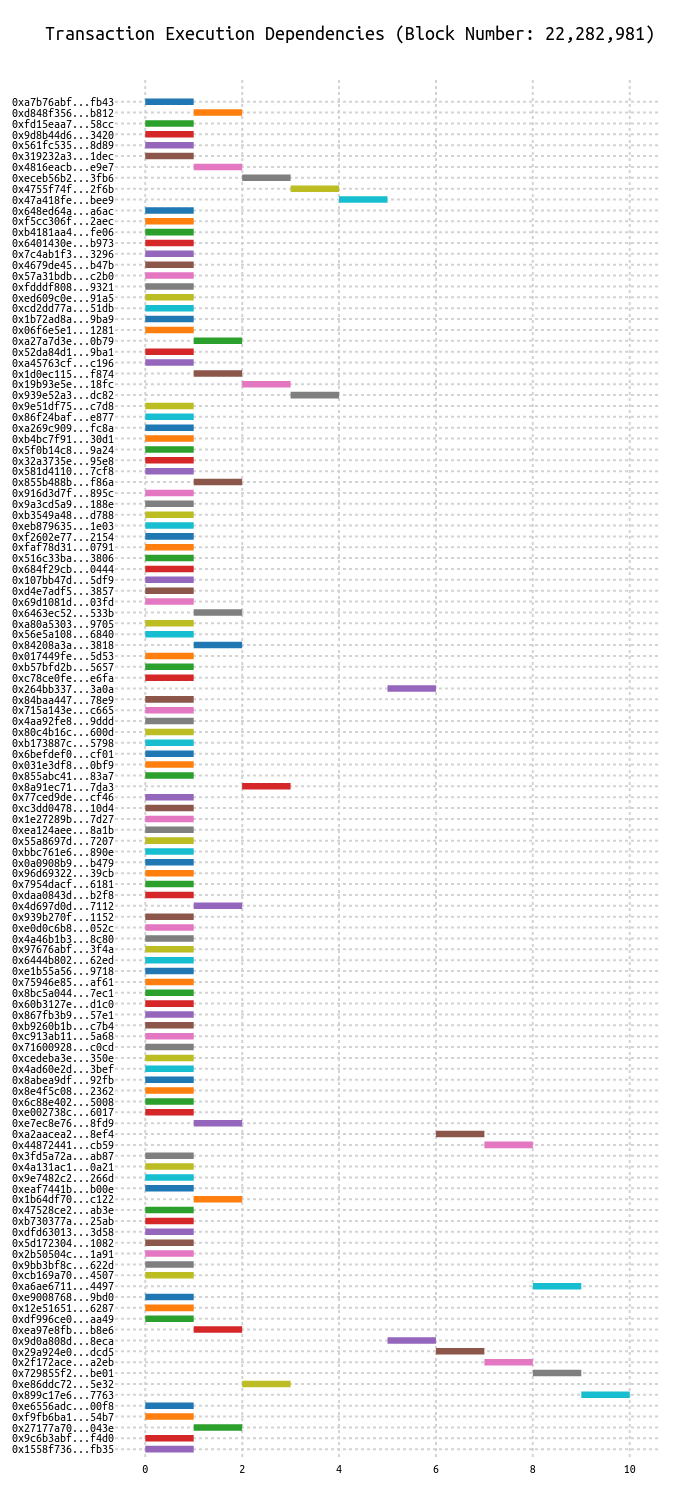 Transaction Execution Dependencies (Block Number: 22,282,981)
0xa7b76abf...fb43
0xd848f356...b812
0xfd15eaa7...58cc
0x9d8b44d6...3420
0x561fc535...8d89
0x319232a3...1dec
0x4816eacb...e9e7
0xeceb56b2...3fb6
0x4755f74f...2f6b
0x47a418fe...bee9
0x648ed64a...a6ac
0xf5cc306f...2aec
0xb4181aa4...fe06
0x6401430e...b973
0x7c4ab1f3...3296
0x4679de45...b47b
0x57a31bdb...c2b0
0xfdddf808...9321
0xed609c0e...91a5
0xcd2dd77a...51db
0x1b72ad8a...9ba9
0x06f6e5e1...1281
0xa27a7d3e...0b79
0x52da84d1...9ba1
0xa45763cf...c196
0x1d0ec115...f874
0x19b93e5e...18fc
0x939e52a3...dc82
0x9e51df75...c7d8
0x86f24baf...e877
0xa269c909...fc8a
0xb4bc7f91...30d1
0x5f0b14c8...9a24
0x32a3735e...95e8
0x581d4110...7cf8
0x855b488b...f86a
0x916d3d7f...895c
0x9a3cd5a9...188e
0xb3549a48...d788
0xeb879635...1e03
0xf2602e77...2154
0xfaf78d31...0791
0x516c33ba...3806
0x684f29cb...0444
0x107bb47d...5df9
0xd4e7adf5...3857
0x69d1081d...03fd
0x6463ec52...533b
0xa80a5303...9705
0x56e5a108...6840
0x84208a3a...3818
0x017449fe...5d53
0xb57bfd2b...5657
0xc78ce0fe...e6fa
0x264bb337...3a0a
0x84baa447...78e9
0x715a143e...c665
0x4aa92fe8...9ddd
0x80c4b16c...600d
0xb173887c...5798
0x6befdef0...cf01
0x031e3df8...0bf9
0x855abc41...83a7
0x8a91ec71...7da3
0x77ced9de...cf46
0xc3dd0478...10d4
0x1e27289b...7d27
0xea124aee...8a1b
0x55a8697d...7207
0xbbc761e6...890e
0x0a0908b9...b479
0x96d69322...39cb
0x7954dacf...6181
0xdaa0843d...b2f8
0x4d697d0d...7112
0x939b270f...1152
0xe0d0c6b8...052c
0x4a46b1b3...8c80
0x97676abf...3f4a
0x6444b802...62ed
0xe1b55a56...9718
0x75946e85...af61
0x8bc5a044...7ec1
0x60b3127e...d1c0
0x867fb3b9...57e1
0xb9260b1b...c7b4
0xc913ab11...5a68
0x71600928...c0cd
0xcedeba3e...350e
0x4ad60e2d...3bef
0x8abea9df...92fb
0x8e4f5c08...2362
0x6c88e402...5008
0xe002738c...6017
0xe7ec8e76...8fd9
0xa2aacea2...8ef4
0x44872441...cb59
0x3fd5a72a...ab87
0x4a131ac1...0a21
0x9e7482c2...266d
0xeaf7441b...b00e
0x1b64df70...c122
0x47528ce2...ab3e
0xb730377a...25ab
0xdfd63013...3d58
0x5d172304...1082
0x2b50504c...1a91
0x9bb3bf8c...622d
0xcb169a70...4507
0xa6ae6711...4497
0xe9008768...9bd0
0x12e51651...6287
0xdf996ce0...aa49
0xea97e8fb...b8e6
0x9d0a808d...8eca
0x29a924e0...dcd5
0x2f172ace...a2eb
0x729855f2...be01
0xe86ddc72...5e32
0x899c17e6...7763
0xe6556adc...00f8
0xf9fb6ba1...54b7
0x27177a70...043e
0x9c6b3abf...f4d0
0x1558f736...fb35
0 2 4 6 8 10